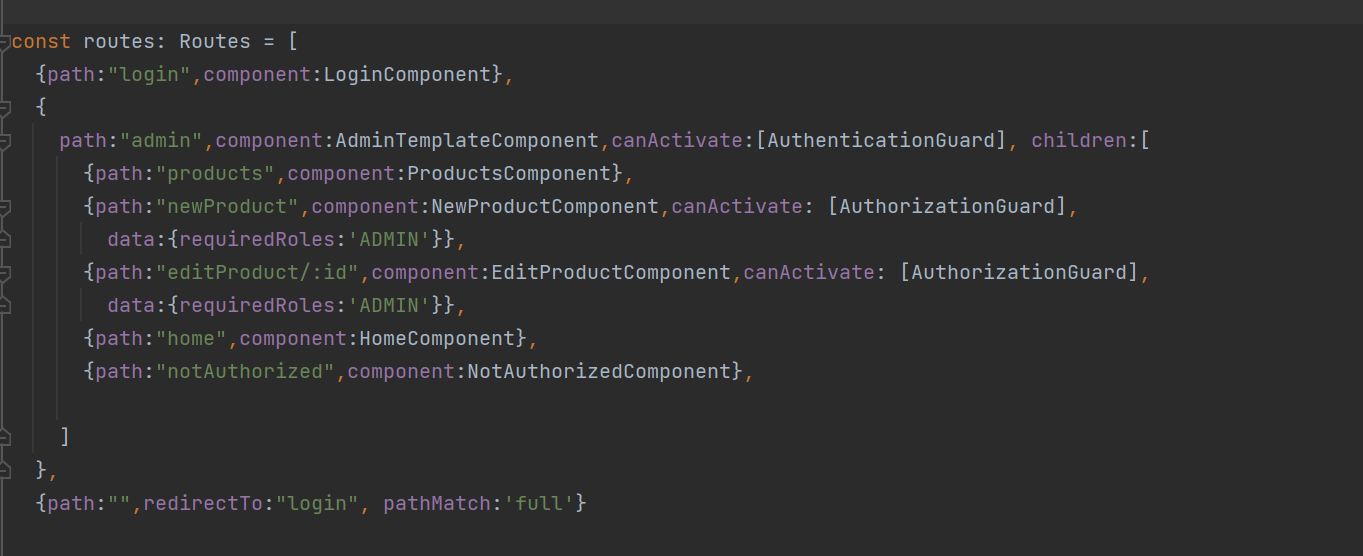 const routes: Routes = [
  {path:"login",component:LoginComponent},
  {
    path:"admin",component:AdminTemplateComponent,canActivate:[AuthenticationGuard], children:[
      {path:"products",component:ProductsComponent},
      {path:"newProduct",component:NewProductComponent,canActivate: [AuthorizationGuard],
        data:{requiredRoles:'ADMIN'}},
      {path:"editProduct/:id",component:EditProductComponent,canActivate: [AuthorizationGuard],
        data:{requiredRoles:'ADMIN'}},
      {path:"home",component:HomeComponent},
      {path:"notAuthorized",component:NotAuthorizedComponent},
    ]
  },
  {path:"",redirectTo:"login", pathMatch:'full'}